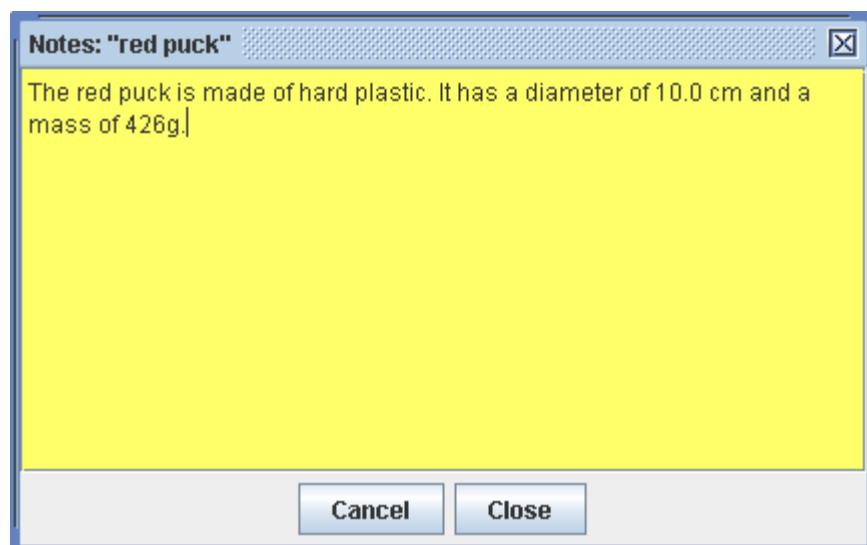 Notes: "red puck"
The red puck is made of hard plastic. It has a diameter of 10.0 cm and a
mass of 426g.
Cancel Close